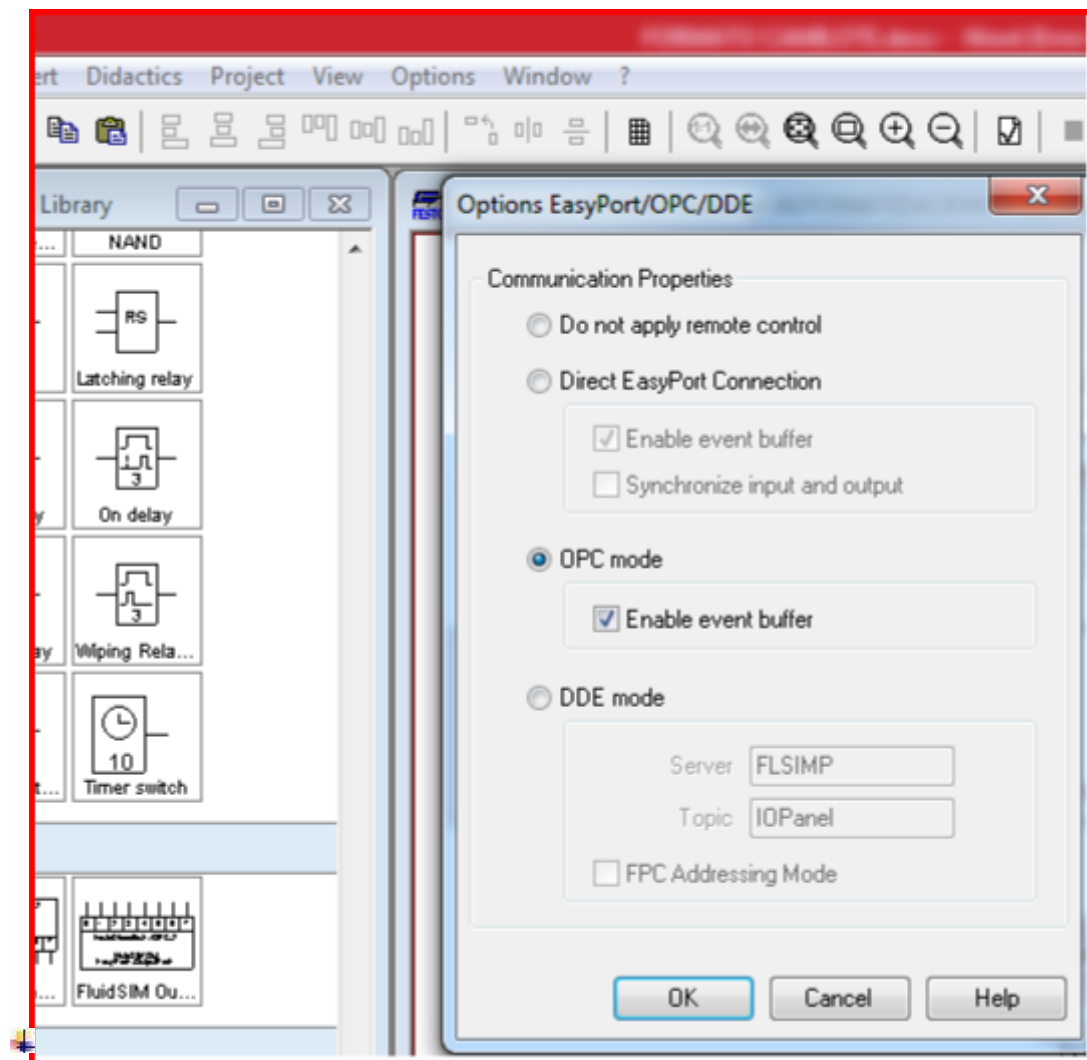 ert Didactics Project View Options Window ?
Library
NAND
RS
Latching relay
3
y
On delay
3
ay
Wiping Rela...
10
t...
Timer switch
FluidSIM Ou...
FESTO
Options EasyPort/OPC/DDE
Communication Properties
Do not apply remote control
Direct EasyPort Connection
Enable event buffer
Synchronize input and output
OPC mode
Enable event buffer
DDE mode
Server FLSIMP
Topic IOPanel
FPC Addressing Mode
OK Cancel Help